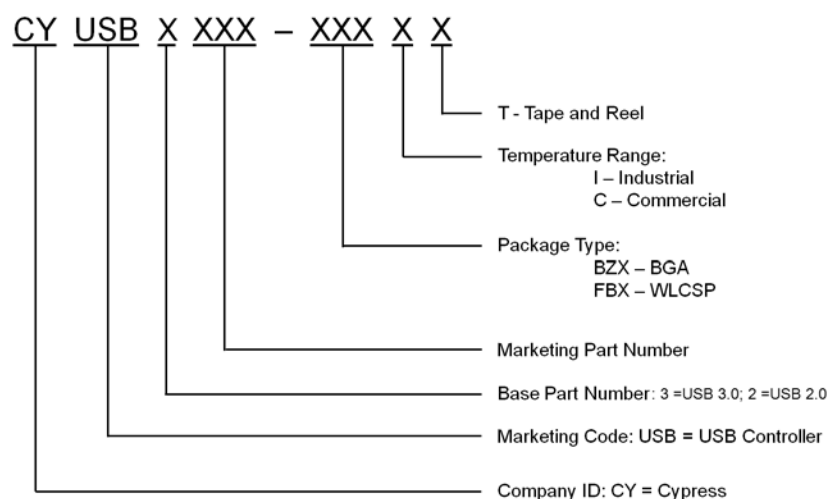 CY USB X XXX – XXX X X
T - Tape and Reel
Temperature Range:
I – Industrial
C – Commercial
Package Type:
BZX – BGA
FBX – WLCSP
Marketing Part Number
Base Part Number: 3 =USB 3.0; 2 =USB 2.0
Marketing Code: USB = USB Controller
Company ID: CY = Cypress